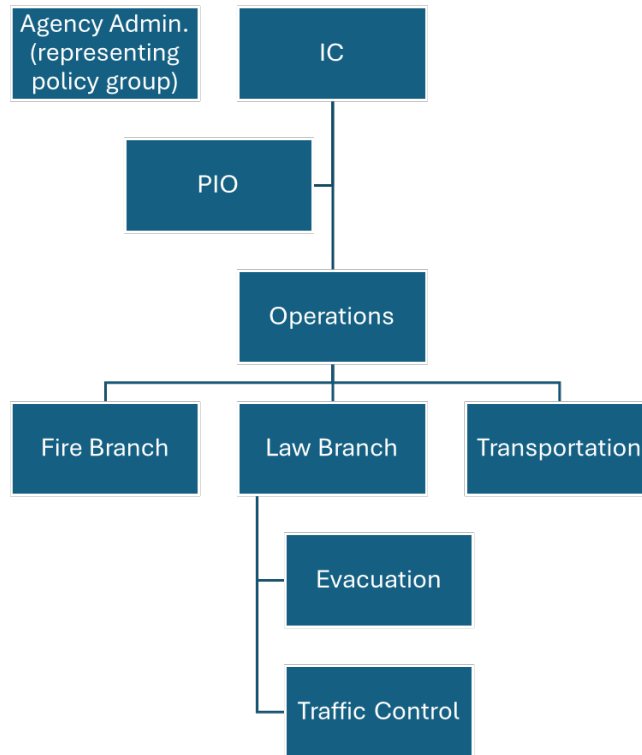 Agency Admin.
(representing
policy group)
IC
PIO
Operations
Fire Branch
Law Branch
Transportation
Evacuation
Traffic Control